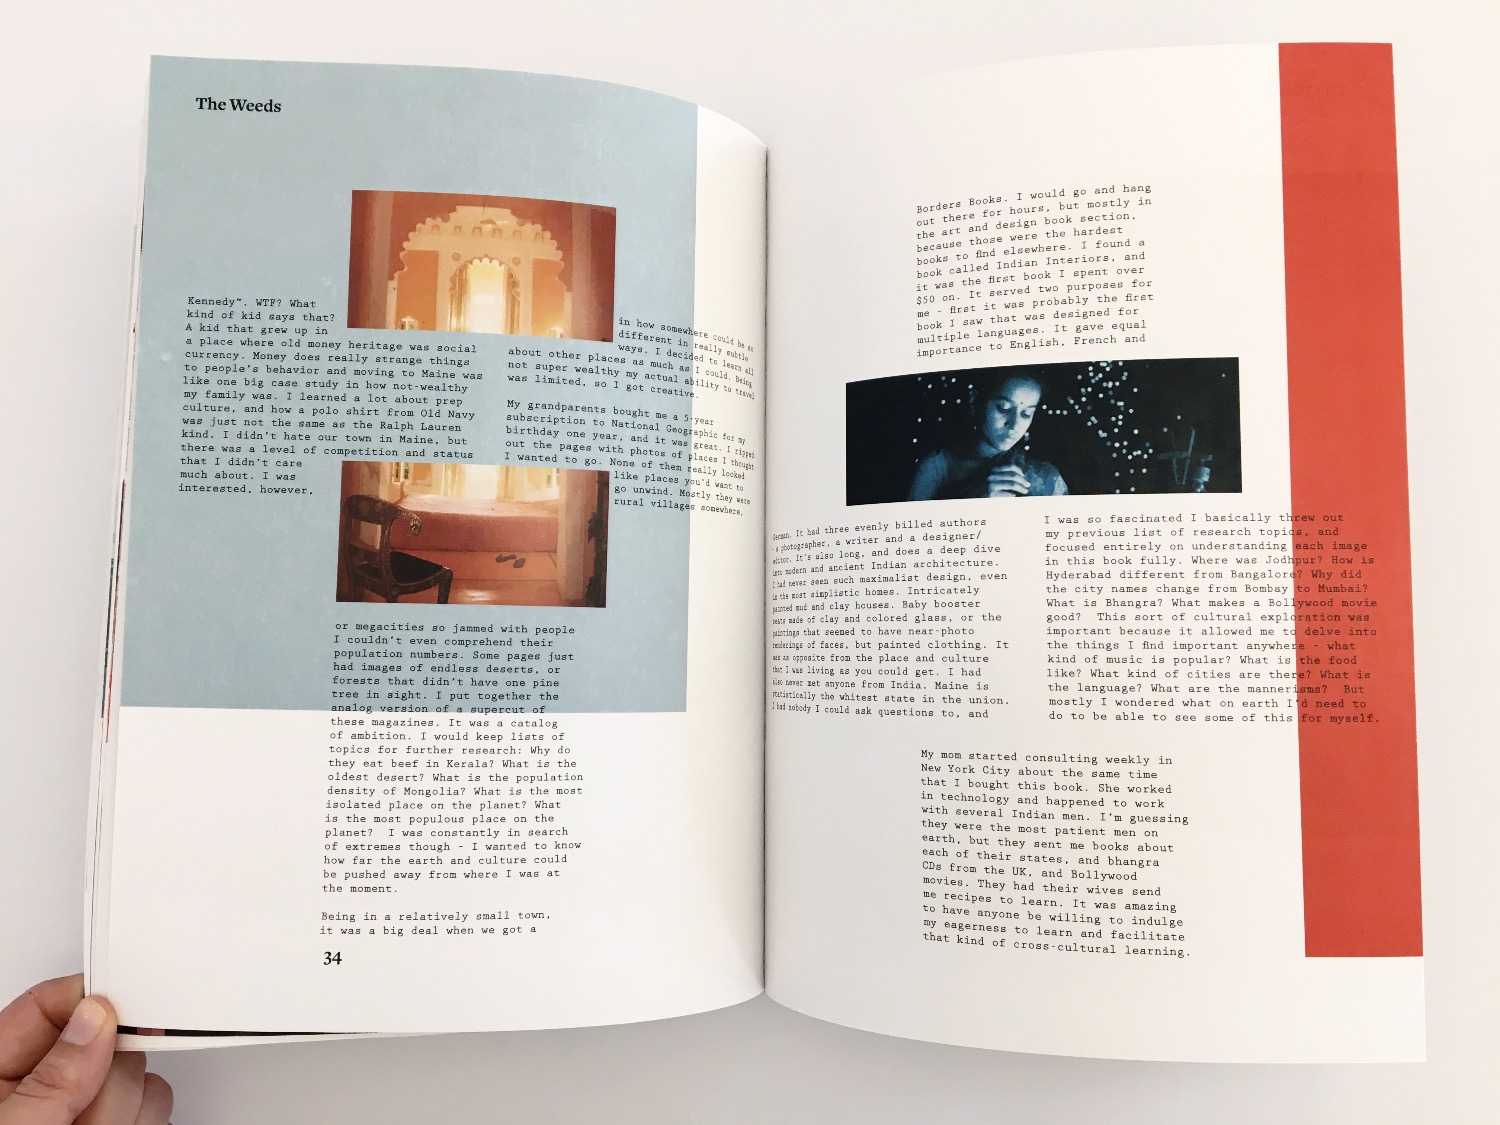 The Weeds
Kennedy”. WTF? What
kind of kid says that?
A kid that grew up in
a place where old money heritage was social
currency. Money does really strange things
to people’s behavior and moving to Maine was
like one big case study in how not-wealthy
my family was. I learned a lot about prep
culture, and how a polo shirt from Old Navy
was just not the same as the Ralph Lauren
kind. I didn’t hate our town in Maine, but
there was a level of competition and status
that I didn’t care
much about. I was
interested, however,
in how somewhere could be so
different in really subtle
ways. I decided to learn all
about other places as much as I could. Being
not super wealthy my actual ability to travel
was limited, so I got creative.
My grandparents bought me a 5-year
subscription to National Geographic for my
birthday one year, and it was great. I ripped
out the pages with photos of places I thought
I wanted to go. None of them really looked
like places you’d want to
go unwind. Mostly they were
rural villages somewhere,
or megacities so jammed with people
I couldn’t even comprehend their
population numbers. Some pages just
had images of endless deserts, or
forests that didn’t have one pine
tree in sight. I put together the
analog version of a supercut of
these magazines. It was a catalog
of ambition. I would keep lists of
topics for further research: Why do
they eat beef in Kerala? What is the
oldest desert? What is the population
density of Mongolia? What is the most
isolated place on the planet? What
is the most populous place on the
planet?  I was constantly in search
of extremes though - I wanted to know
how far the earth and culture could
be pushed away from where I was at
the moment.
Being in a relatively small town,
it was a big deal when we got a
34
Borders Books. I would go and hang
out there for hours, but mostly in
the art and design book section,
because those were the hardest
books to find elsewhere. I found a
book called Indian Interiors, and
it was the first book I spent over
$50 on. It served two purposes for
me - first it was probably the first
book I saw that was designed for
multiple languages. It gave equal
importance to English, French and
German. It had three evenly billed authors
- a photographer, a writer and a designer/
editor. It’s also long, and does a deep dive
into modern and ancient Indian architecture.
I had never seen such maximalist design, even
in the most simplistic homes. Intricately
painted mud and clay houses. Baby booster
seats made of clay and colored glass, or the
paintings that seemed to have near-photo
renderings of faces, but painted clothing. It
was as opposite from the place and culture
that I was living as you could get. I had
also never met anyone from India. Maine is
statistically the whitest state in the union.
I had nobody I could ask questions to, and
I was so fascinated I basically threw out
my previous list of research topics, and
focused entirely on understanding each image
in this book fully. Where was Jodhpur? How is
Hyderabad different from Bangalore? Why did
the city names change from Bombay to Mumbai?
What is Bhangra? What makes a Bollywood movie
good?  This sort of cultural exploration was
important because it allowed me to delve into
the things I find important anywhere - what
kind of music is popular? What is the food
like? What kind of cities are there? What is
the language? What are the mannerisms?  But
mostly I wondered what on earth I’d need to
do to be able to see some of this for myself.
My mom started consulting weekly in
New York City about the same time
that I bought this book. She worked
in technology and happened to work
with several Indian men. I’m guessing
they were the most patient men on
earth, but they sent me books about
each of their states, and bhangra
CDs from the UK, and Bollywood
movies. They had their wives send
me recipes to learn. It was amazing
to have anyone be willing to indulge
my eagerness to learn and facilitate
that kind of cross-cultural learning.